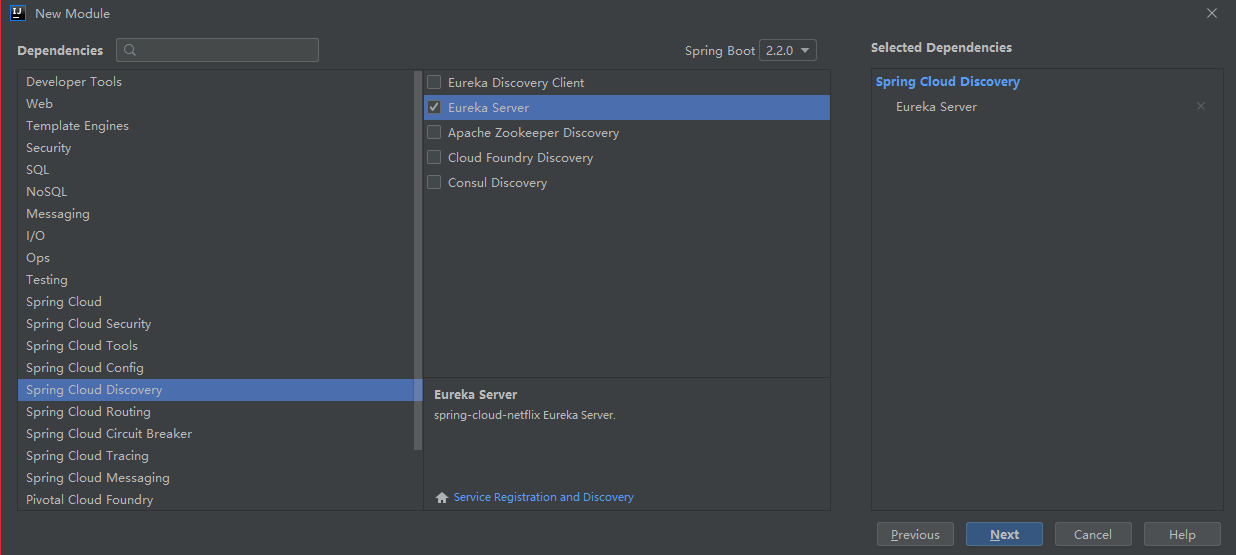 IJ New Module
Dependencies
Spring Boot 2.2.0
Selected Dependencies
Developer Tools
Web
Template Engines
Security
SQL
NoSQL
Messaging
I/O
Ops
Testing
Spring Cloud
Spring Cloud Security
Spring Cloud Tools
Spring Cloud Config
Spring Cloud Discovery
Spring Cloud Routing
Spring Cloud Circuit Breaker
Spring Cloud Tracing
Spring Cloud Messaging
Pivotal Cloud Foundry
Eureka Discovery Client
Eureka Server
Apache Zookeeper Discovery
Cloud Foundry Discovery
Consul Discovery
Eureka Server
spring-cloud-netflix Eureka Server.
Service Registration and Discovery
Spring Cloud Discovery
Eureka Server
Previous
Next
Cancel
Help